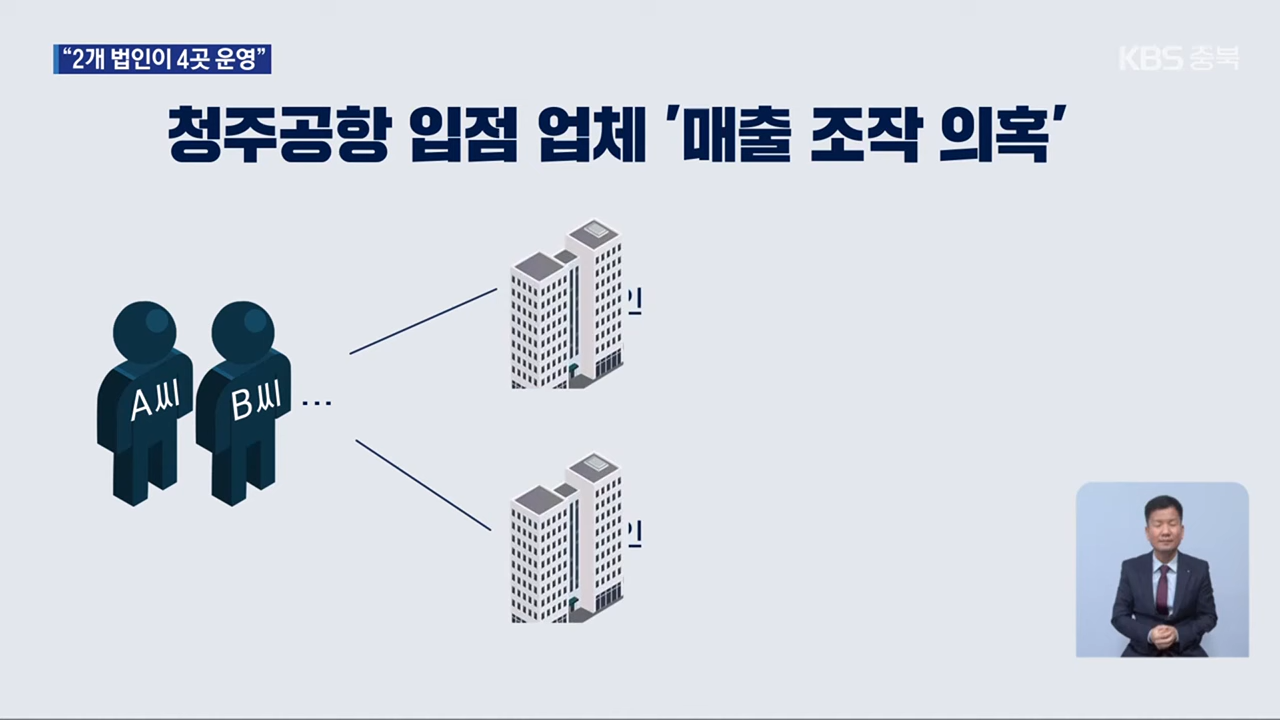 “2개 법인이 4곳 운영”
KBS 충북
청주공항 입점 업체 '매출 조작 의혹'
A씨
B씨
...